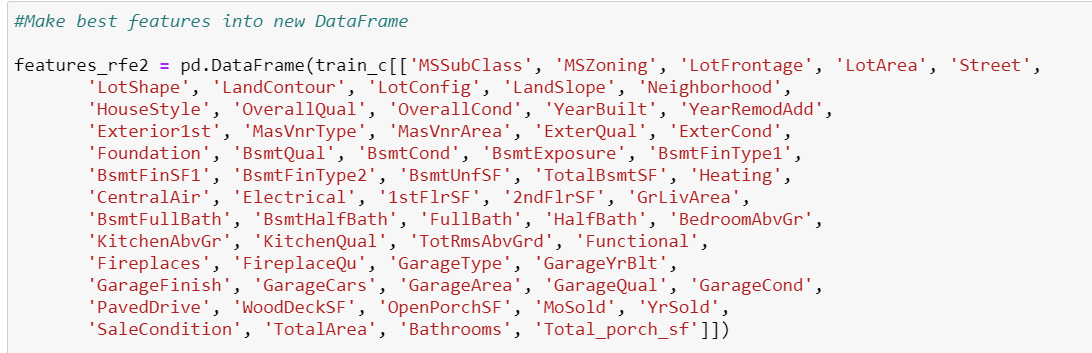 #Make best features into new DataFrame
features_rfe2 = pd.DataFrame(train_c[['MSSubClass', 'MSZoning', 'LotFrontage', 'LotArea', 'Street',
'LotShape', 'LandContour', 'LotConfig', 'LandSlope', 'Neighborhood',
'HouseStyle', 'OverallQual', 'OverallCond', 'YearBuilt', 'YearRemodAdd',
'Exterior1st', 'MasVnrType', 'MasVnrArea', 'ExterQual', 'ExterCond',
'Foundation', 'BsmtQual', 'BsmtCond', 'BsmtExposure', 'BsmtFinType1',
'BsmtFinSF1', 'BsmtFinType2', 'BsmtUnfSF', 'TotalBsmtSF', 'Heating',
'CentralAir', 'Electrical', '1stFlrSF', '2ndFlrSF', 'GrLivArea',
'BsmtFullBath', 'BsmtHalfBath', 'FullBath', 'HalfBath', 'BedroomAbvGr',
'KitchenAbvGr', 'KitchenQual', 'TotRmsAbvGrd', 'Functional',
'Fireplaces', 'FireplaceQu', 'GarageType', 'GarageYrBlt',
'GarageFinish', 'GarageCars', 'GarageArea', 'GarageQual', 'GarageCond',
'PavedDrive', 'WoodDeckSF', 'OpenPorchSF', 'MoSold', 'YrSold',
'SaleCondition', 'TotalArea', 'Bathrooms', 'Total_porch_sf']])